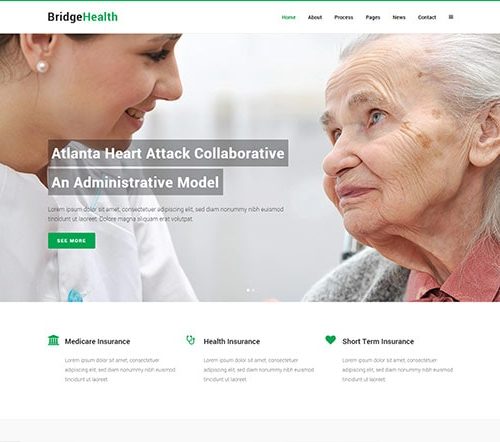 BridgeHealth
Home About Process Pages News Contact
Atlanta Heart Attack Collaborative
An Administrative Model
Lorem ipsum dolor sit amet, consectetuer adipiscing elit, sed diam nonummy nibh euismod
tincidunt ut laoreet. Dolore magna aliquam erat volutpat.
SEE MORE
Medicare Insurance
Lorem ipsum dolor sit amet, consectetuer
adipiscing elit, sed diam nonummy nibh euismod
tincidunt ut laoreet.
Health Insurance
Lorem ipsum dolor sit amet, consectetuer
adipiscing elit, sed diam nonummy nibh euismod
tincidunt ut laoreet.
Short Term Insurance
Lorem ipsum dolor sit amet, consectetuer
adipiscing elit, sed diam nonummy nibh euismod
tincidunt ut laoreet.